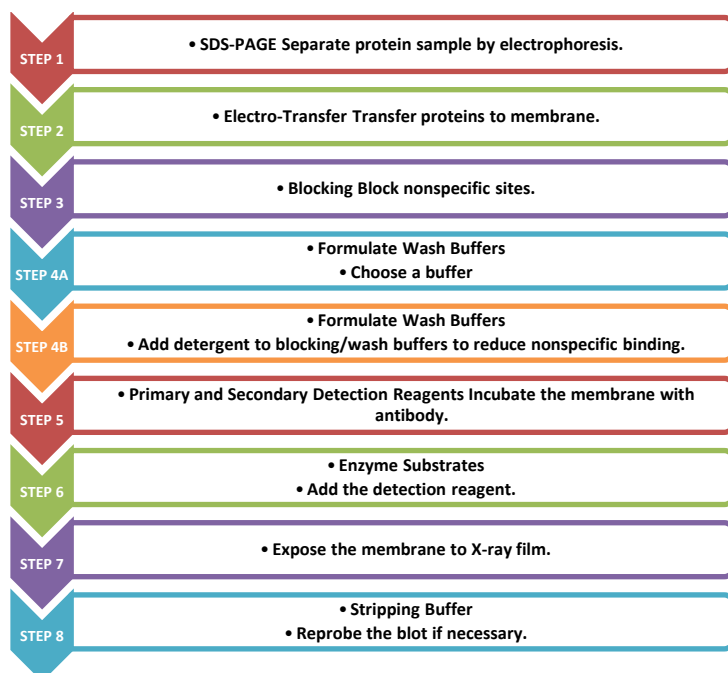 STEP 1
• SDS-PAGE Separate protein sample by electrophoresis.
STEP 2
• Electro-Transfer Transfer proteins to membrane.
STEP 3
• Blocking Block nonspecific sites.
STEP 4A
• Formulate Wash Buffers
• Choose a buffer
STEP 4B
• Formulate Wash Buffers
• Add detergent to blocking/wash buffers to reduce nonspecific binding.
STEP 5
• Primary and Secondary Detection Reagents Incubate the membrane with
antibody.
STEP 6
• Enzyme Substrates
• Add the detection reagent.
STEP 7
• Expose the membrane to X-ray film.
STEP 8
• Stripping Buffer
• Reprobe the blot if necessary.